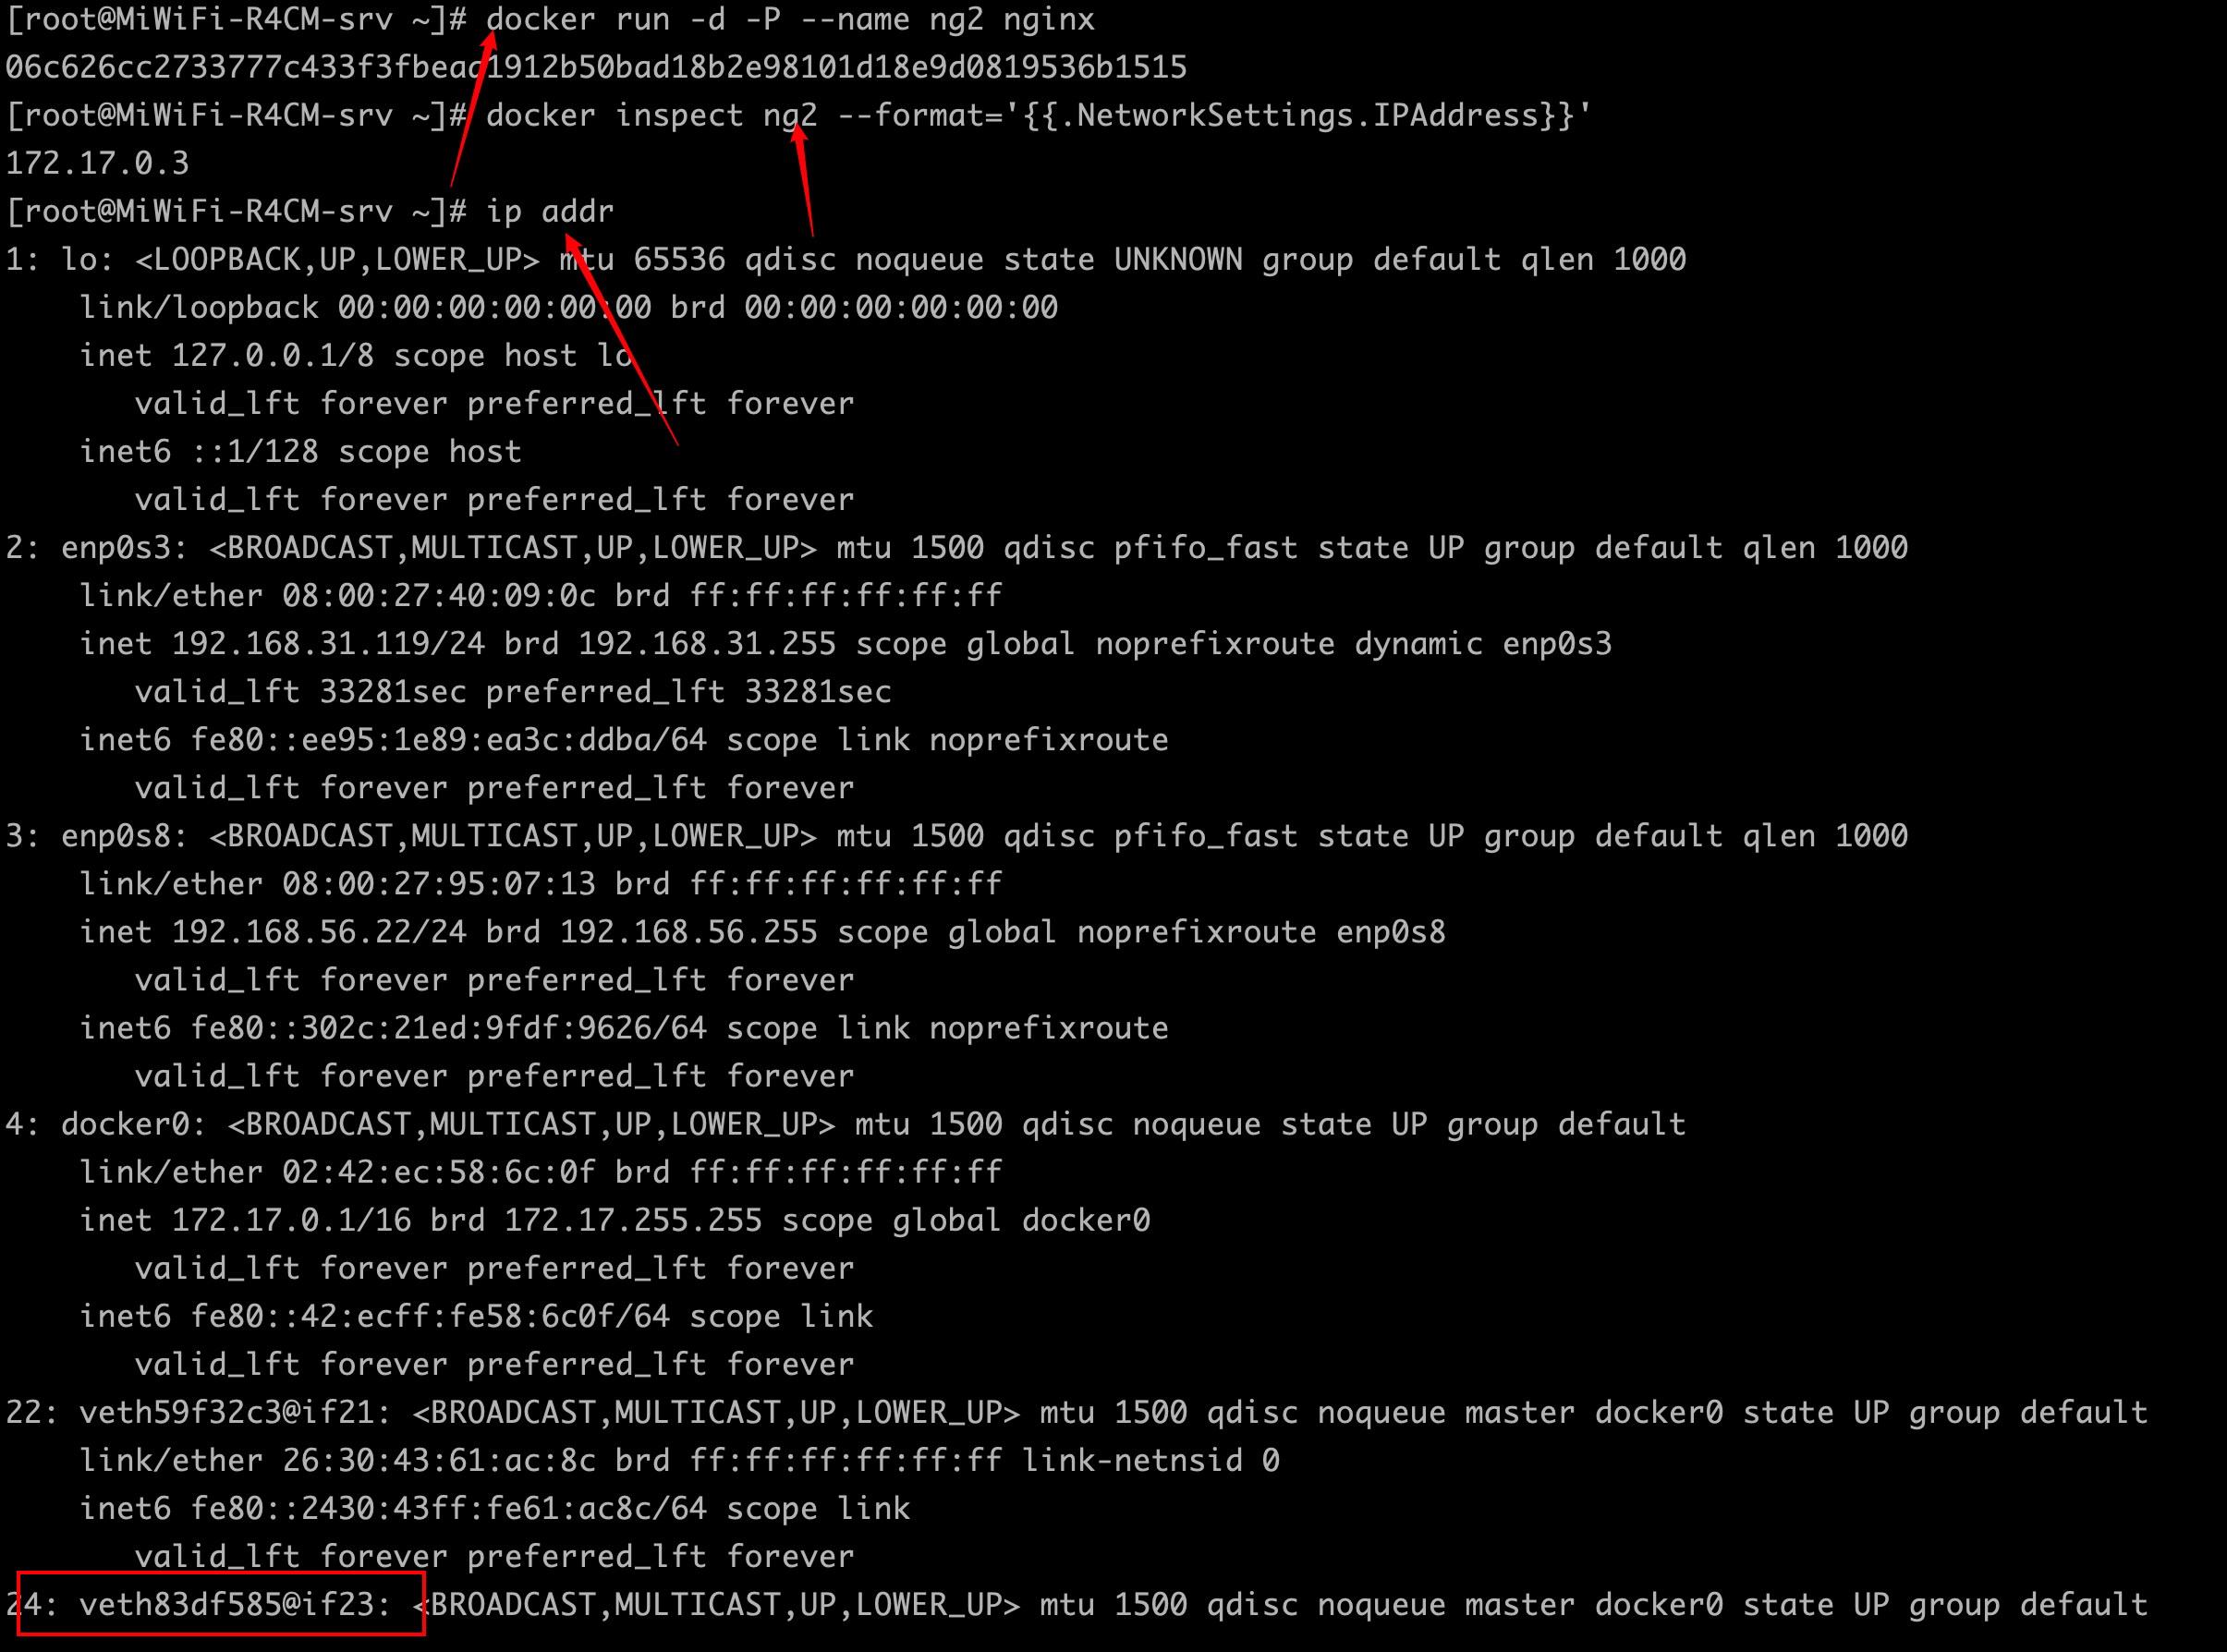 [root@MiWiFi-R4CM-srv ~]# docker run -d -P --name ng2 nginx
06c626cc2733777c433f3fbeaa1912b50bad18b2e98101d18e9d0819536b1515
[root@MiWiFi-R4CM-srv ~]# docker inspect ng2 --format='{{.NetworkSettings.IPAddress}}'
172.17.0.3
[root@MiWiFi-R4CM-srv ~]# ip addr
1: lo: <LOOPBACK,UP,LOWER_UP> mtu 65536 qdisc noqueue state UNKNOWN group default qlen 1000
    link/loopback 00:00:00:00:00:00 brd 00:00:00:00:00:00
    inet 127.0.0.1/8 scope host lo
       valid_lft forever preferred_lft forever
    inet6 ::1/128 scope host
       valid_lft forever preferred_lft forever
2: enp0s3: <BROADCAST,MULTICAST,UP,LOWER_UP> mtu 1500 qdisc pfifo_fast state UP group default qlen 1000
    link/ether 08:00:27:40:09:0c brd ff:ff:ff:ff:ff:ff
    inet 192.168.31.119/24 brd 192.168.31.255 scope global noprefixroute dynamic enp0s3
       valid_lft 33281sec preferred_lft 33281sec
    inet6 fe80::ee95:1e89:ea3c:ddba/64 scope link noprefixroute
       valid_lft forever preferred_lft forever
3: enp0s8: <BROADCAST,MULTICAST,UP,LOWER_UP> mtu 1500 qdisc pfifo_fast state UP group default qlen 1000
    link/ether 08:00:27:95:07:13 brd ff:ff:ff:ff:ff:ff
    inet 192.168.56.22/24 brd 192.168.56.255 scope global noprefixroute enp0s8
       valid_lft forever preferred_lft forever
    inet6 fe80::302c:21ed:9fdf:9626/64 scope link noprefixroute
       valid_lft forever preferred_lft forever
4: docker0: <BROADCAST,MULTICAST,UP,LOWER_UP> mtu 1500 qdisc noqueue state UP group default
    link/ether 02:42:ec:58:6c:0f brd ff:ff:ff:ff:ff:ff
    inet 172.17.0.1/16 brd 172.17.255.255 scope global docker0
       valid_lft forever preferred_lft forever
    inet6 fe80::42:ecff:fe58:6c0f/64 scope link
       valid_lft forever preferred_lft forever
22: veth59f32c3@if21: <BROADCAST,MULTICAST,UP,LOWER_UP> mtu 1500 qdisc noqueue master docker0 state UP group default
    link/ether 26:30:43:61:ac:8c brd ff:ff:ff:ff:ff:ff link-netnsid 0
    inet6 fe80::2430:43ff:fe61:ac8c/64 scope link
       valid_lft forever preferred_lft forever
24: veth83df585@if23: <BROADCAST,MULTICAST,UP,LOWER_UP> mtu 1500 qdisc noqueue master docker0 state UP group default